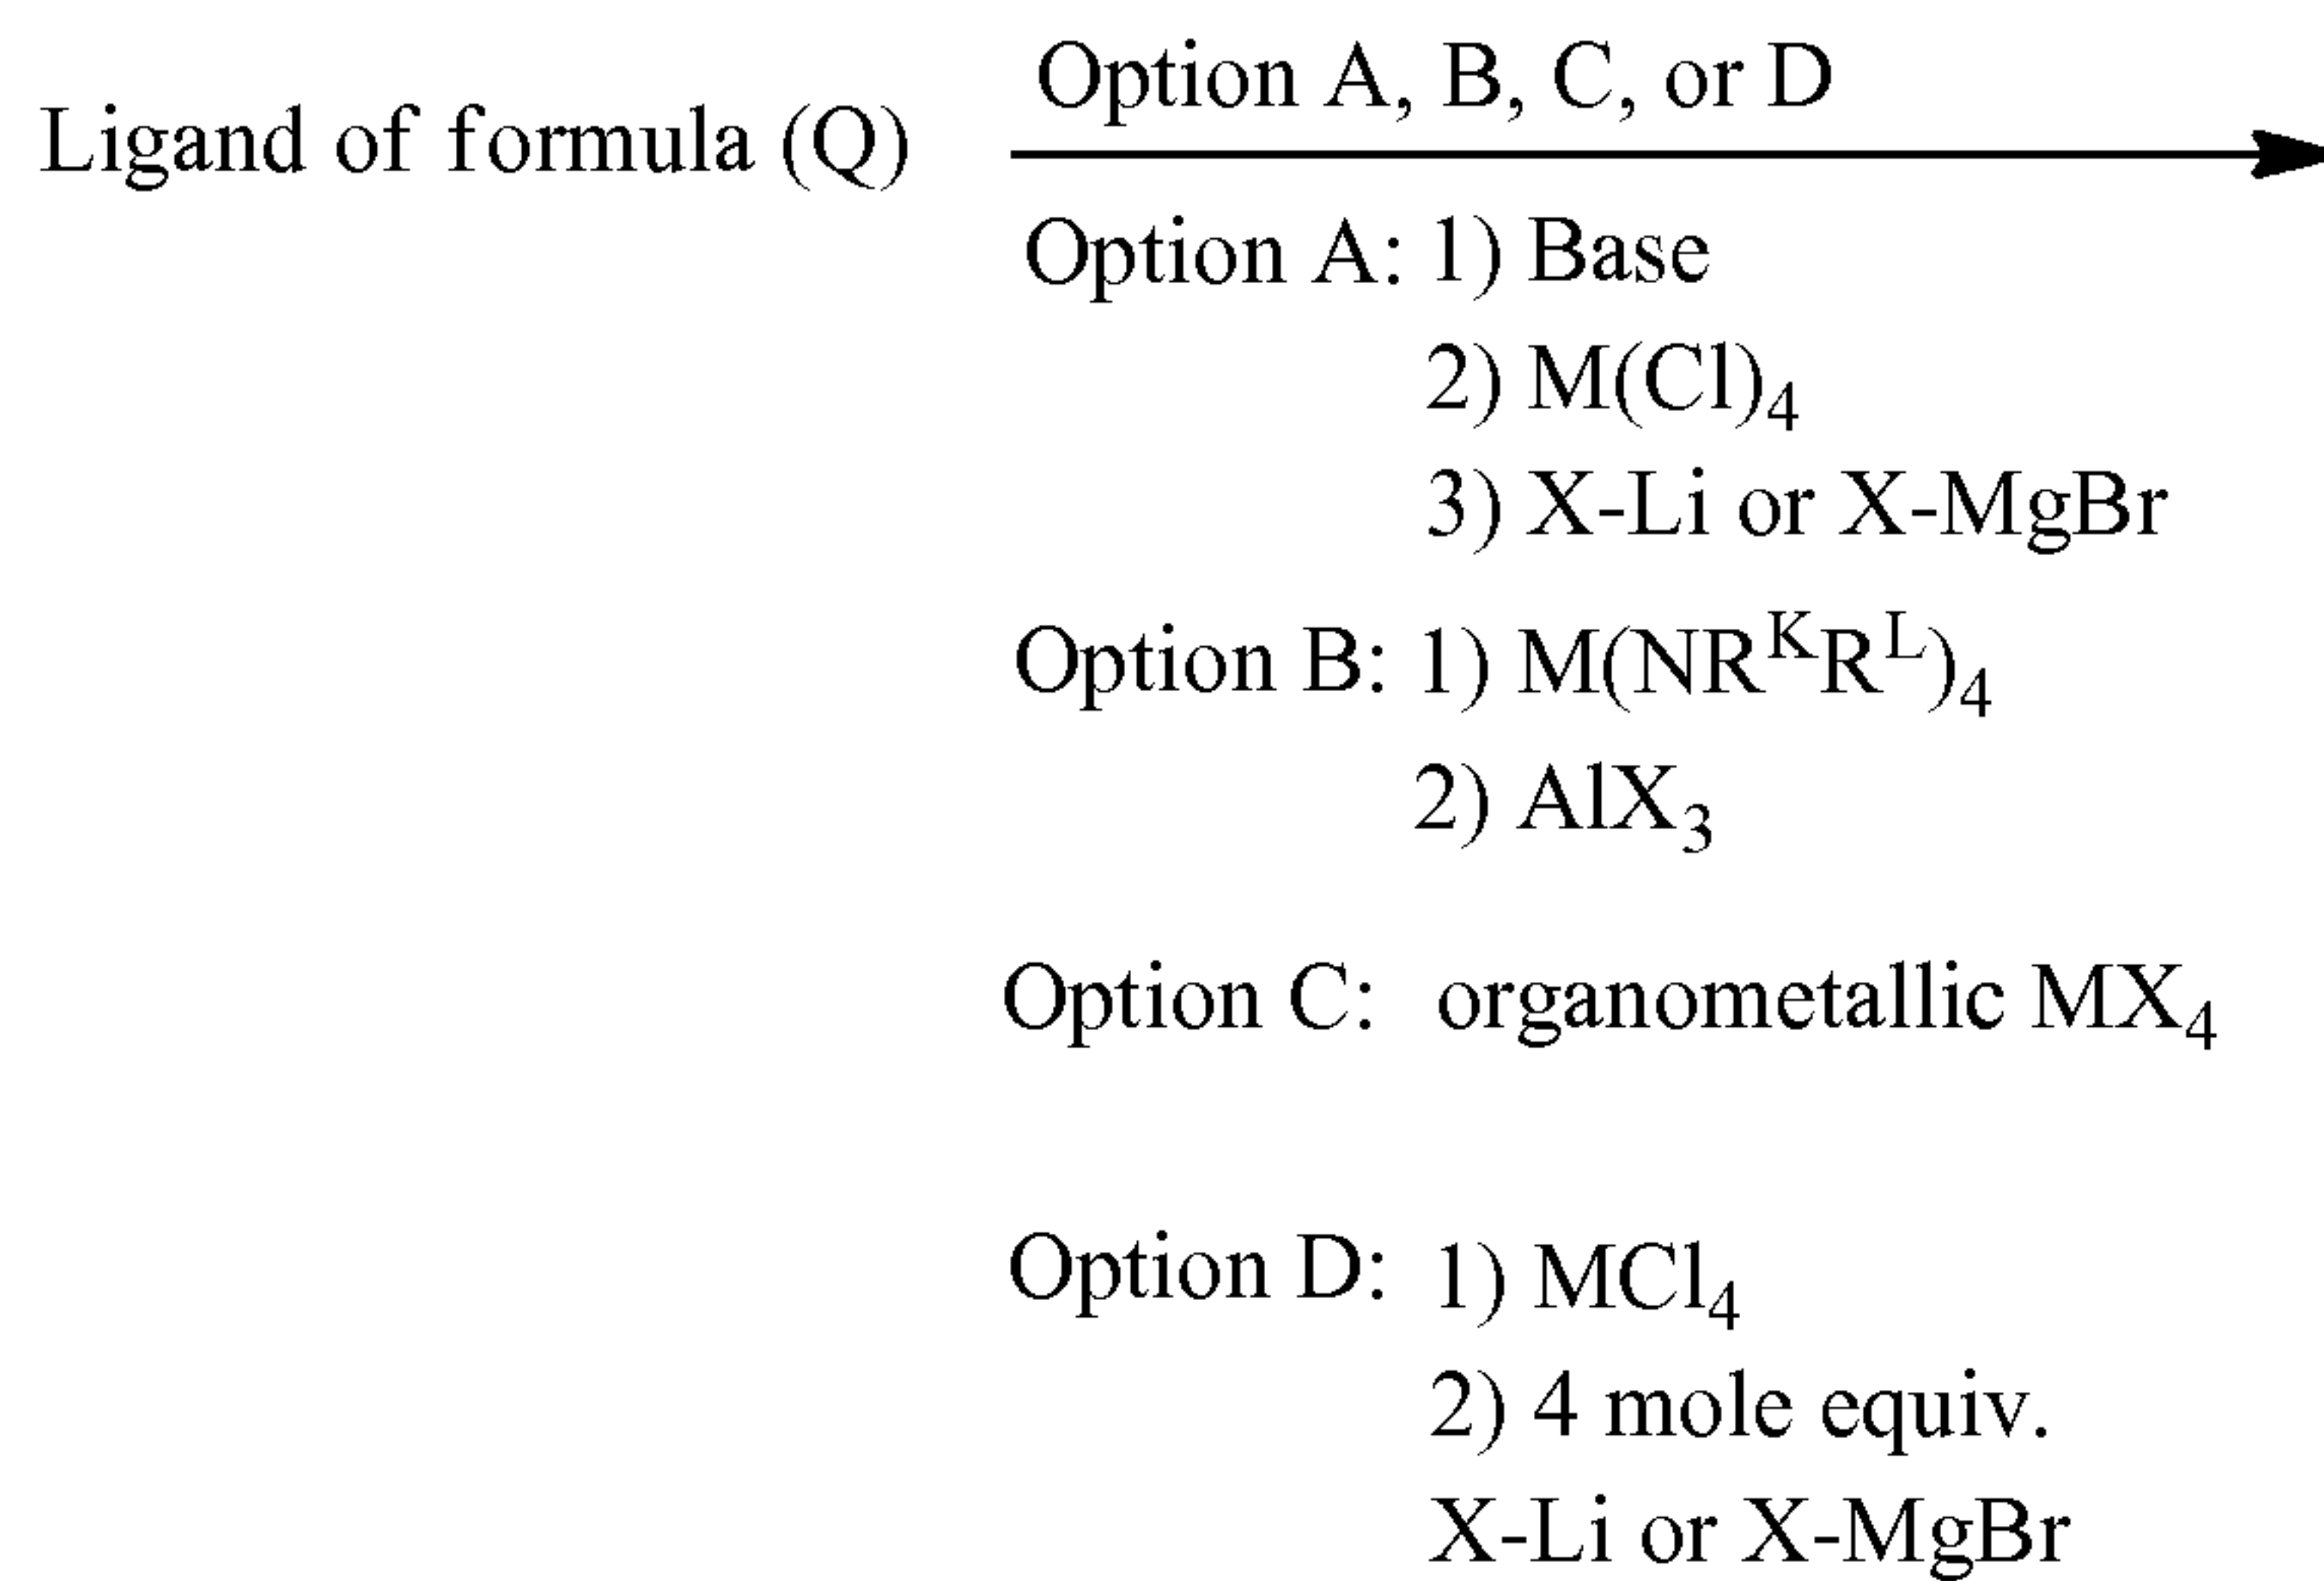 Option A, B, C, or D
Ligand of formula (Q)
Option A: 1) Base
2) M(Cl)4
3) X-Li or X-MgBr
Option B: 1) M(NR^K R^L)4
2) AlX3
Option C: organometallic MX4
Option D: 1) MCl4
2) 4 mole equiv.
X-Li or X-MgBr